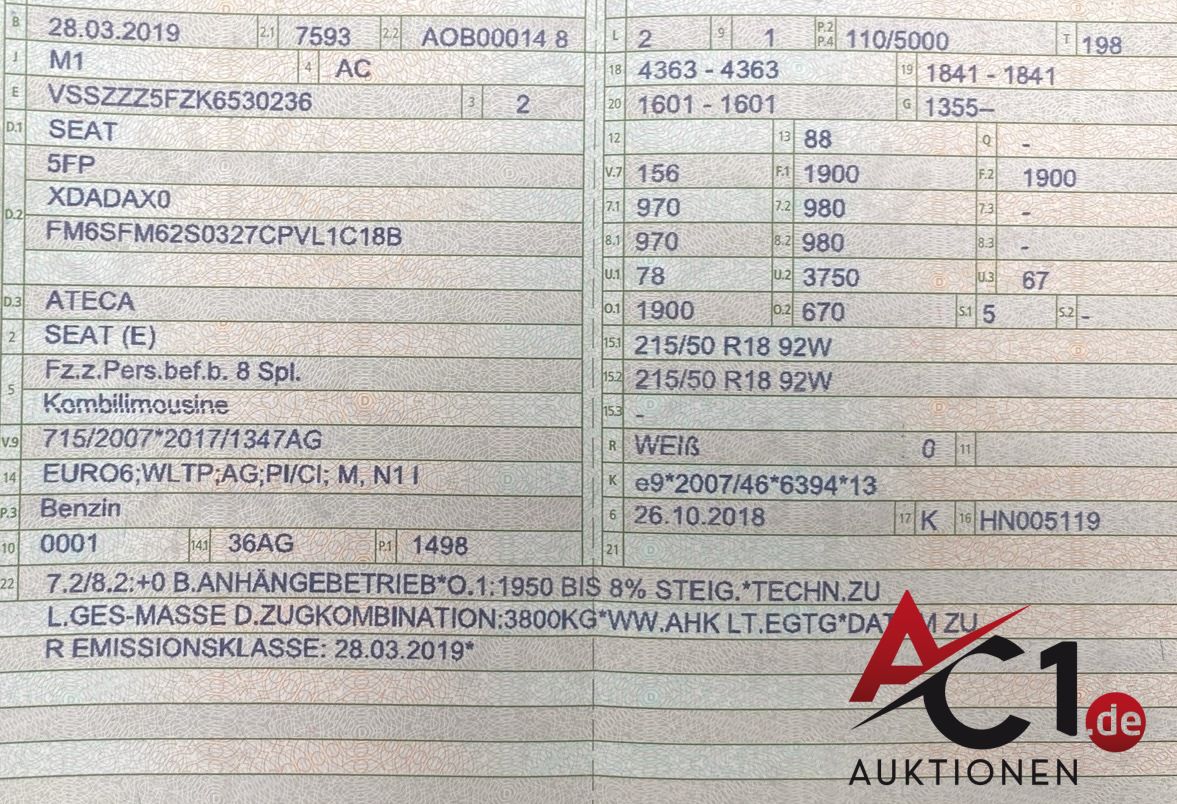 B 28.03.2019 2.1 7593 2.2 AOB00014 8
J M1 4 AC
E VSSZZZ5FZK6530236 3 2
D.1 SEAT
5FP
D.2 XDADAX0
FM6SFM62S0327CPVL1C18B
D.3 ATECA
2 SEAT (E)
5 Fz.z.Pers.bef.b. 8 Spl.
Kombilimousine
V.9 715/2007*2017/1347AG
14 EURO6;WLTP;AG;PI/CI; M, N1 I
P.3 Benzin
10 0001 14.1 36AG P.1 1498
L 2 9 1 P.2 P.4 110/5000 T 198
18 4363 - 4363 19 1841 - 1841
20 1601 - 1601 G 1355–
12 13 88 Q -
V.7 156 F.1 1900 F.2 1900
7.1 970 7.2 980 7.3 -
8.1 970 8.2 980 8.3 -
U.1 78 U.2 3750 U.3 67
O.1 1900 O.2 670 S.1 5 S.2 -
15.1 215/50 R18 92W
15.2 215/50 R18 92W
15.3 -
R WEIß 0 11
K e9*2007/46*6394*13
6 26.10.2018 17 K 16 HN005119
21
22 7.2/8.2:+0 B.ANHÄNGEBETRIEB*O.1:1950 BIS 8% STEIG.*TECHN.ZU
L.GES-MASSE D.ZUGKOMBINATION:3800KG*WW.AHK LT.EGTG*DAT M ZU
R EMISSIONSKLASSE: 28.03.2019*
AC1.de
AUKTIONEN